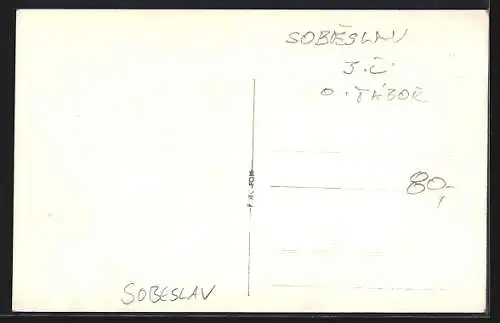 SOBĚSLAV
J.Č.
O. TÁBOR
80,-
SOBESLAV